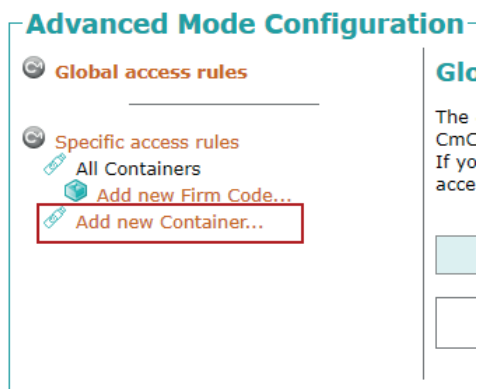 Advanced Mode Configuration
Global access rules
Specific access rules
All Containers
Add new Firm Code...
Add new Container...
Glo
The
CmC
If yo
acce